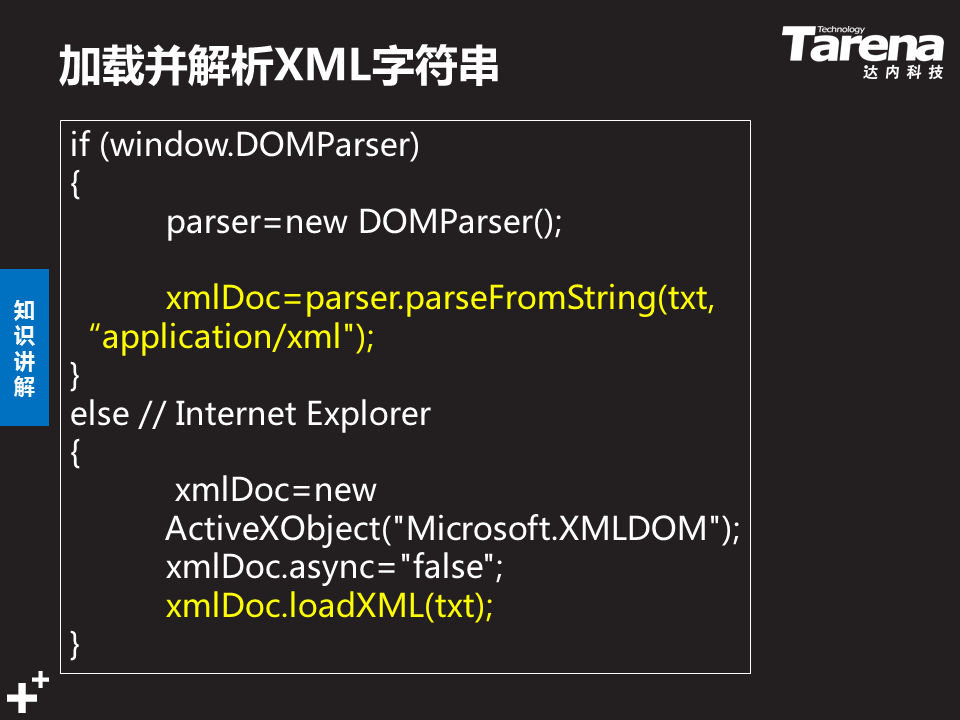 加载并解析XML字符串
Technology
Tarena
达内科技
if (window.DOMParser)
{
parser=new DOMParser();
xmlDoc=parser.parseFromString(txt,
“application/xml");
}
else // Internet Explorer
{
xmlDoc=new
ActiveXObject("Microsoft.XMLDOM");
xmlDoc.async="false";
xmlDoc.loadXML(txt);
}
知
识
讲
解